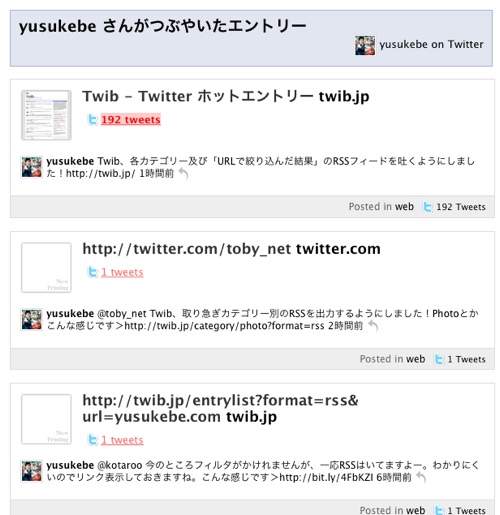 yusukebe さんがつぶやいたエントリー
yusukebe on Twitter
Twib - Twitter ホットエントリー twib.jp
192 tweets
yusukebe Twib、各カテゴリー及び「URLで絞り込んだ結果」のRSSフィードを吐くようにしまし
た！http://twib.jp/ 1時間前
Posted in web 192 Tweets
http://twitter.com/toby_net twitter.com
1 tweets
Now
Printing
yusukebe @toby_net Twib、取り急ぎカテゴリー別のRSSを出力するようにしました！Photoとか
こんな感じです＞http://twib.jp/category/photo?format=rss 2時間前
Posted in web 1 Tweets
http://twib.jp/entrylist?format=rss&
url=yusukebe.com twib.jp
1 tweets
Now
Printing
yusukebe @kotaroo 今のところフィルタがかけれませんが、一応RSSはいてますよー。わかりにく
いのでリンク表示しておきますね。こんな感じです＞http://bit.ly/4FbKZI 6時間前
Posted in web 1 Tweets